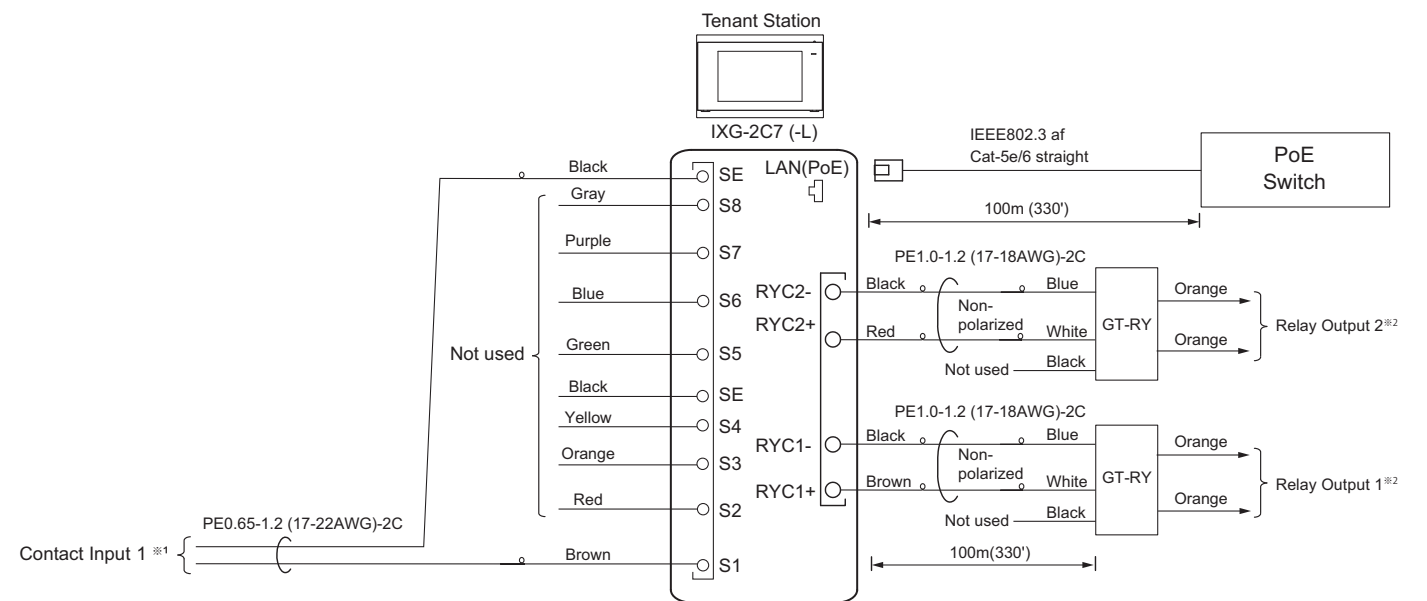 Tenant Station
IXG-2C7 (-L)
IEEE802.3 af
Cat-5e/6 straight
PoE
Switch
LAN(PoE)
100m (330')
Black
SE
Gray
S8
Purple
S7
Blue
S6
Green
S5
Black
SE
Yellow
S4
Orange
S3
Red
S2
Not used
PE0.65-1.2 (17-22AWG)-2C
Contact Input 1 ※1
Brown
S1
PE1.0-1.2 (17-18AWG)-2C
RYC2-
Black
Blue
Non-
polarized
RYC2+
Red
White
GT-RY
Not used
Black
Orange
Orange
Relay Output 2※2
PE1.0-1.2 (17-18AWG)-2C
RYC1-
Black
Blue
Non-
polarized
RYC1+
Brown
White
GT-RY
Not used
Black
Orange
Orange
Relay Output 1※2
100m(330')